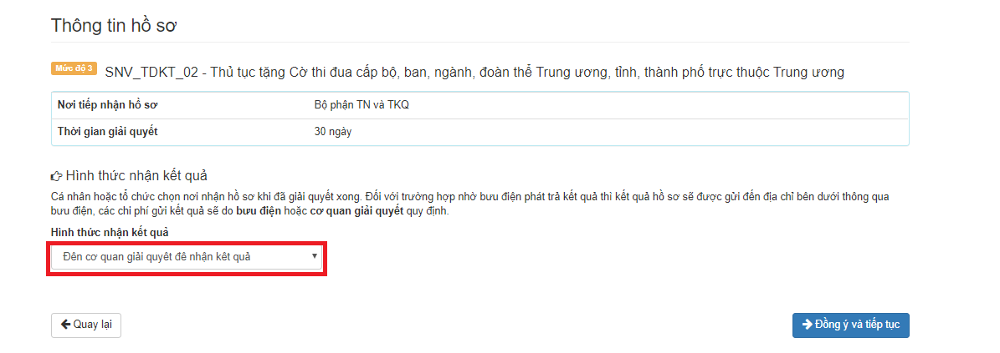 Thông tin hồ sơ
Mức độ 3 SNV_TDKT_02 - Thủ tục tặng Cờ thi đua cấp bộ, ban, ngành, đoàn thể Trung ương, tỉnh, thành phố trực thuộc Trung ương
Nơi tiếp nhận hồ sơ Bộ phận TN và TKQ
Thời gian giải quyết 30 ngày
Hình thức nhận kết quả
Cá nhân hoặc tổ chức chọn nơi nhận hồ sơ khi đã giải quyết xong. Đối với trường hợp nhờ bưu điện phát trả kết quả thì kết quả hồ sơ sẽ được gửi đến địa chỉ bên dưới thông qua
bưu điện, các chi phí gửi kết quả sẽ do bưu điện hoặc cơ quan giải quyết quy định.
Hình thức nhận kết quả
Đến cơ quan giải quyết để nhận kết quả
Quay lại
Đồng ý và tiếp tục